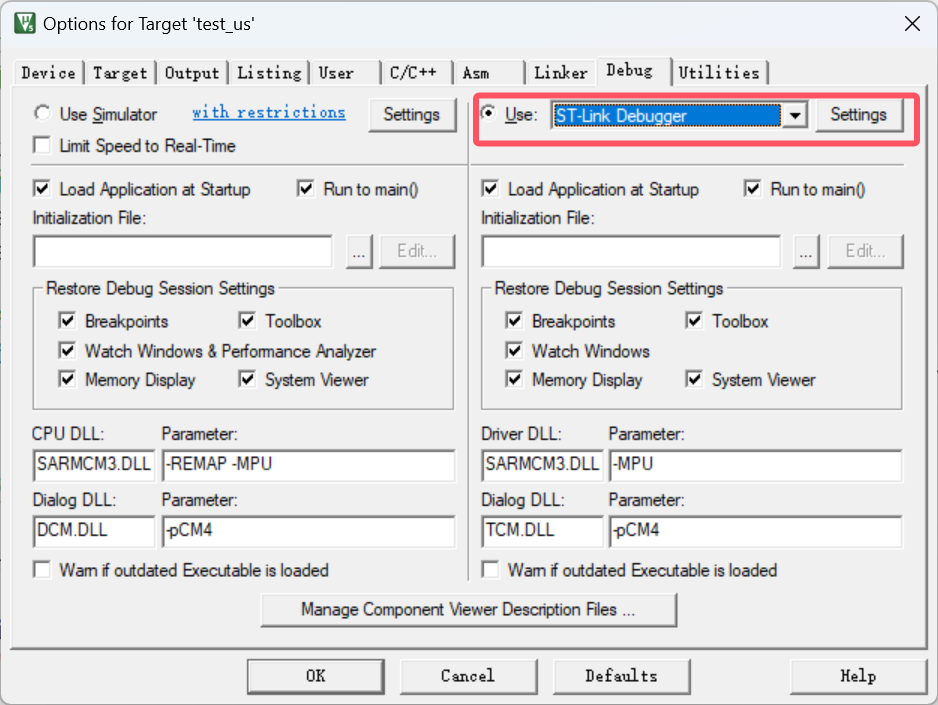 Options for Target 'test_us'
Device Target Output Listing User C/C++ Asm Linker Debug Utilities
Use Simulator with restrictions Settings
Limit Speed to Real-Time
Use: ST-Link Debugger Settings
Load Application at Startup Run to main()
Initialization File:
... Edit...
Load Application at Startup Run to main()
Initialization File:
... Edit...
Restore Debug Session Settings
Breakpoints Toolbox
Watch Windows & Performance Analyzer
Memory Display System Viewer
Restore Debug Session Settings
Breakpoints Toolbox
Watch Windows
Memory Display System Viewer
CPU DLL: Parameter:
SARMCM3.DLL -REMAP -MPU
Dialog DLL: Parameter:
DCM.DLL -pCM4
Warn if outdated Executable is loaded
Driver DLL: Parameter:
SARMCM3.DLL -MPU
Dialog DLL: Parameter:
TCM.DLL -pCM4
Warn if outdated Executable is loaded
Manage Component Viewer Description Files ...
OK Cancel Defaults Help